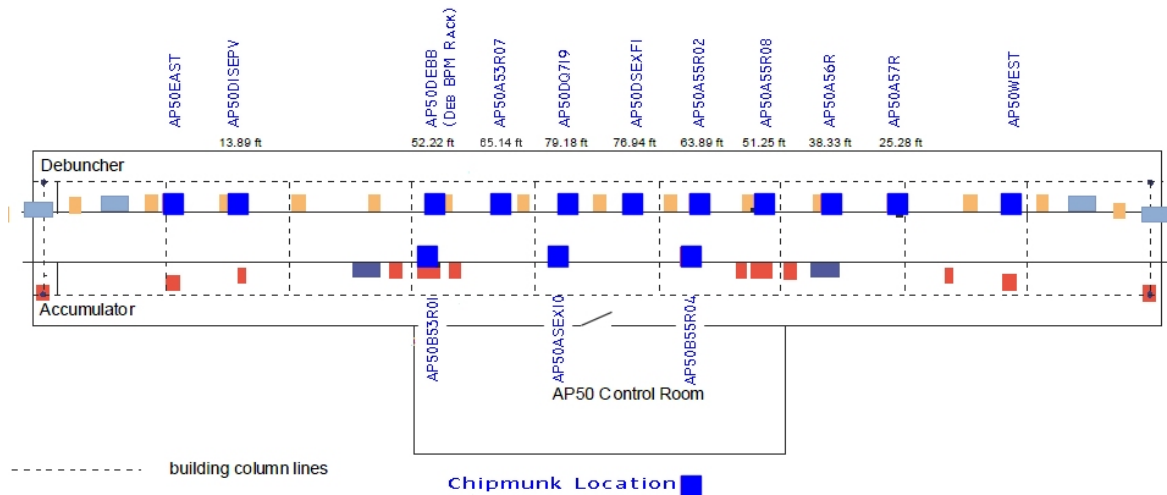 AP50EAST
AP50DISEPV
AP50DEBB
(DEB BPM RACK)
AP50A53R07
AP50DQ719
AP50DSEXF1
AP50A55R02
AP50A55R08
AP50A56R
AP50A57R
AP50WEST
13.89 ft
52.22 ft
65.14 ft
79.18 ft
76.94 ft
63.89 ft
51.25 ft
38.33 ft
25.28 ft
Debuncher
Accumulator
AP50B53R01
AP50ASEX10
AP50B55R04
AP50 Control Room
building column lines
Chipmunk Location